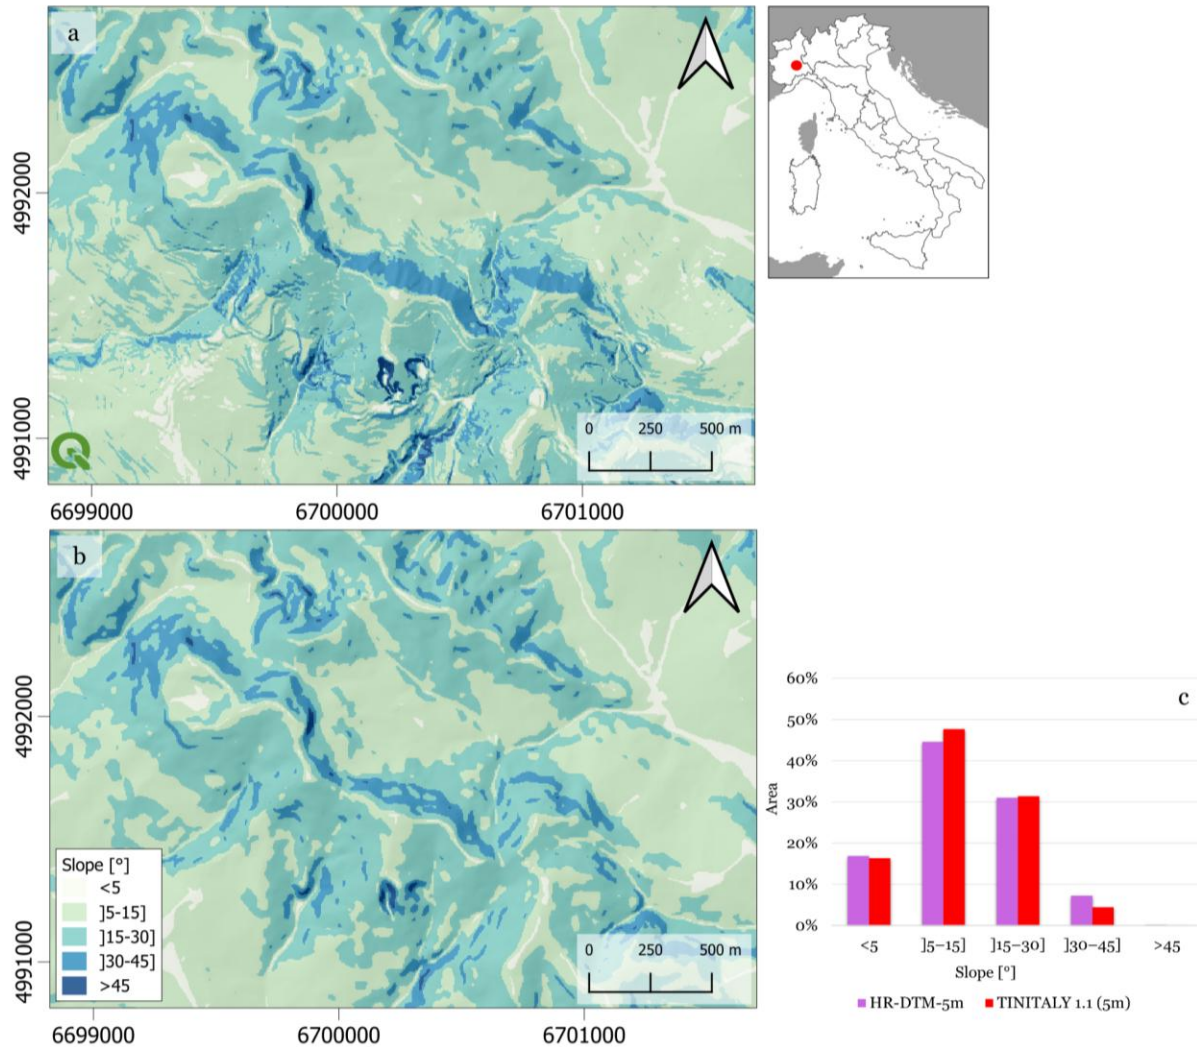 a
4992000
4991000
0 250 500 m
6699000 6700000 6701000
b
4992000
4991000
Slope [°]
<5
]5-15]
]15-30]
]30-45]
>45
0 250 500 m
6699000 6700000 6701000
c
60%
50%
40%
30%
20%
10%
0%
Area
<5 ]5–15] ]15–30] ]30–45] >45
Slope [°]
HR-DTM-5m TINITALY 1.1 (5m)